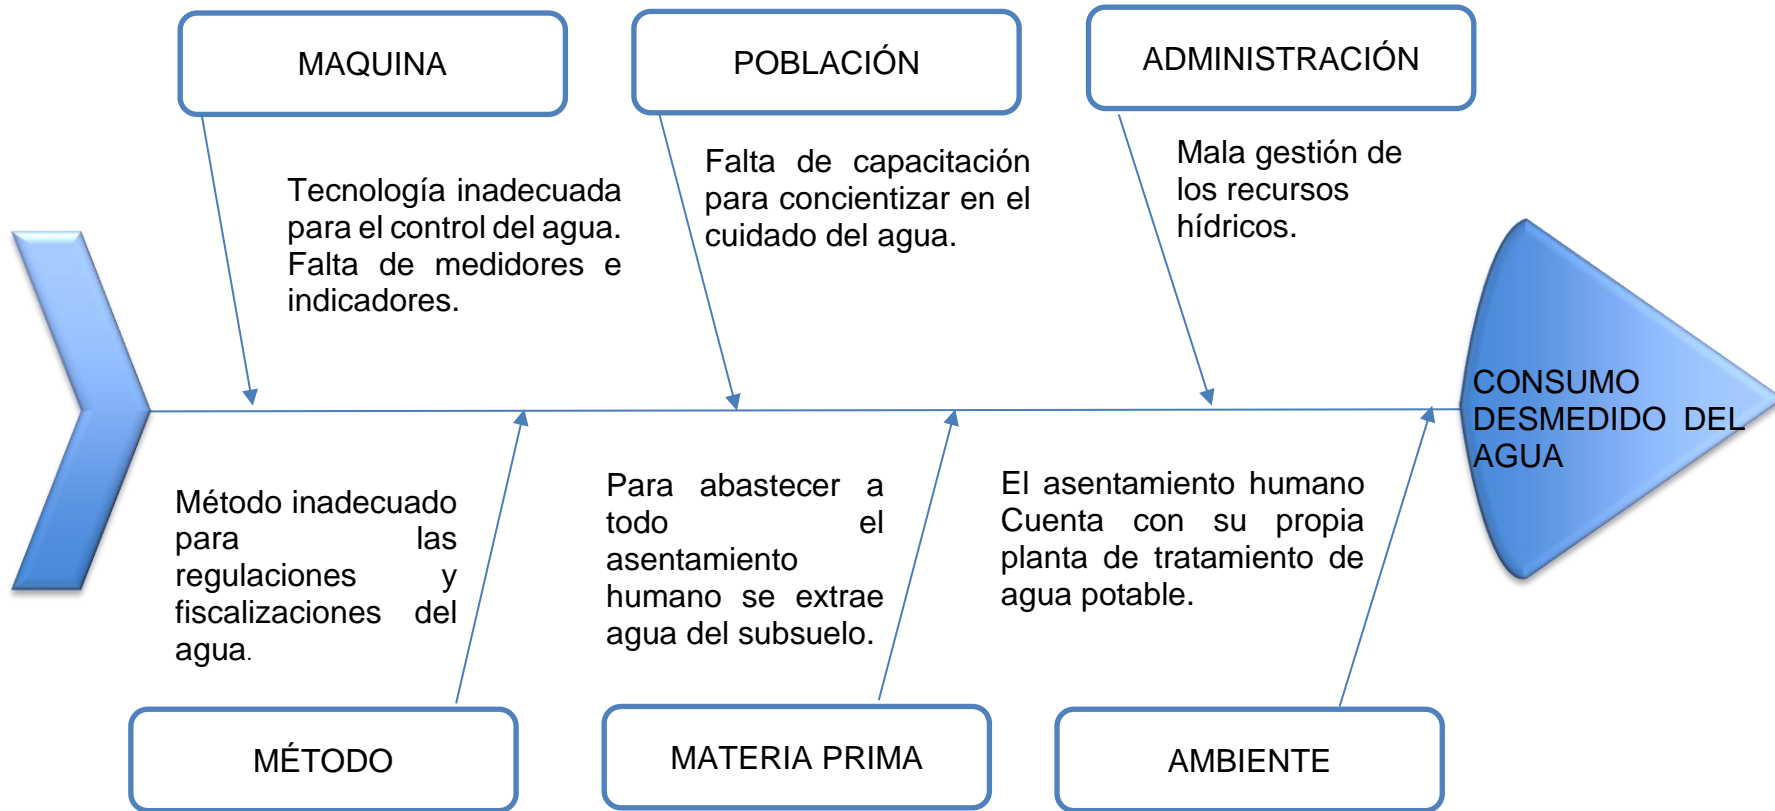 MAQUINA
POBLACIÓN
ADMINISTRACIÓN
Tecnología inadecuada
para el control del agua.
Falta de medidores e
indicadores.
Falta de capacitación
para concientizar en el
cuidado del agua.
Mala gestión de
los recursos
hídricos.
CONSUMO
DESMEDIDO DEL
AGUA
Método inadecuado
para las
regulaciones y
fiscalizaciones del
agua.
Para abastecer a
todo el
asentamiento
humano se extrae
agua del subsuelo.
El asentamiento humano
Cuenta con su propia
planta de tratamiento de
agua potable.
MÉTODO
MATERIA PRIMA
AMBIENTE